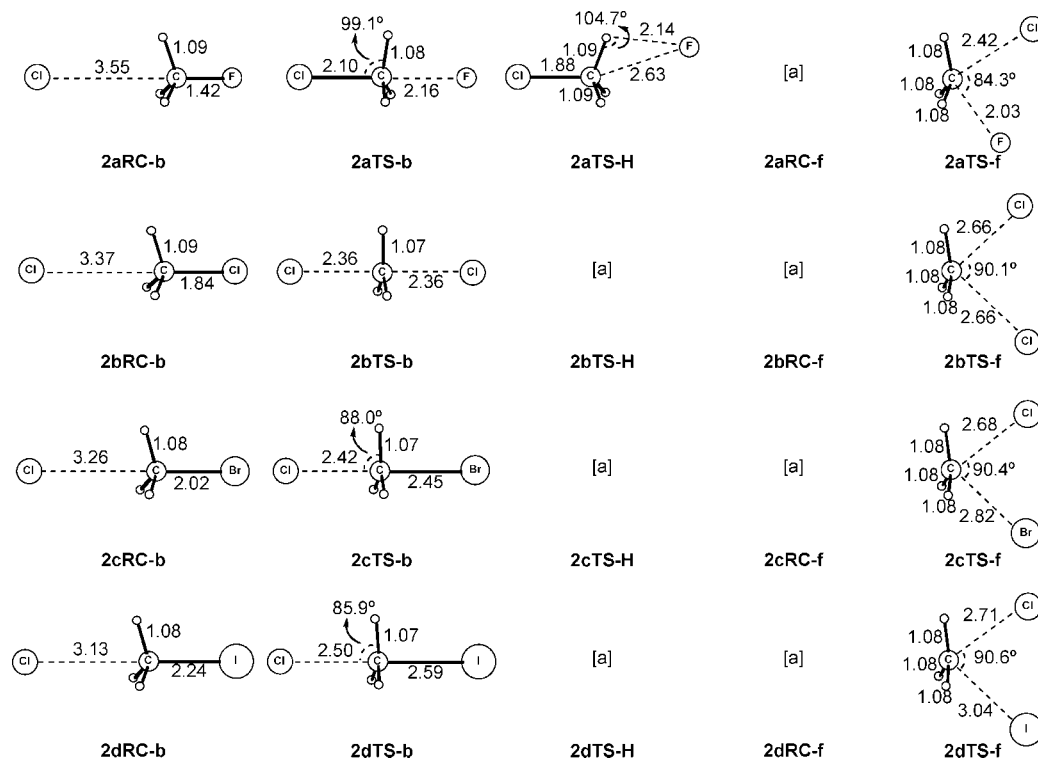 Cl 3.55 1.09 C 1.42 F
99.1º 1.08 Cl 2.10 C 2.16 F
104.7º 2.14 F 1.09 2.63 Cl 1.88 C 1.09
[a]
1.08 2.42 Cl C 84.3º 1.08 1.08 2.03 F
2aRC-b 2aTS-b 2aTS-H 2aRC-f 2aTS-f
Cl 3.37 1.09 C 1.84 Cl
1.07 Cl 2.36 C 2.36 Cl
[a]
[a]
1.08 2.66 Cl C 90.1º 1.08 1.08 2.66 Cl
2bRC-b 2bTS-b 2bTS-H 2bRC-f 2bTS-f
Cl 3.26 1.08 C 2.02 Br
88.0º 1.07 Cl 2.42 C 2.45 Br
[a]
[a]
1.08 2.68 Cl C 90.4º 1.08 1.08 2.82 Br
2cRC-b 2cTS-b 2cTS-H 2cRC-f 2cTS-f
Cl 3.13 1.08 C 2.24 I
85.9º 1.07 Cl 2.50 C 2.59 I
[a]
[a]
1.08 2.71 Cl C 90.6º 1.08 1.08 3.04 I
2dRC-b 2dTS-b 2dTS-H 2dRC-f 2dTS-f